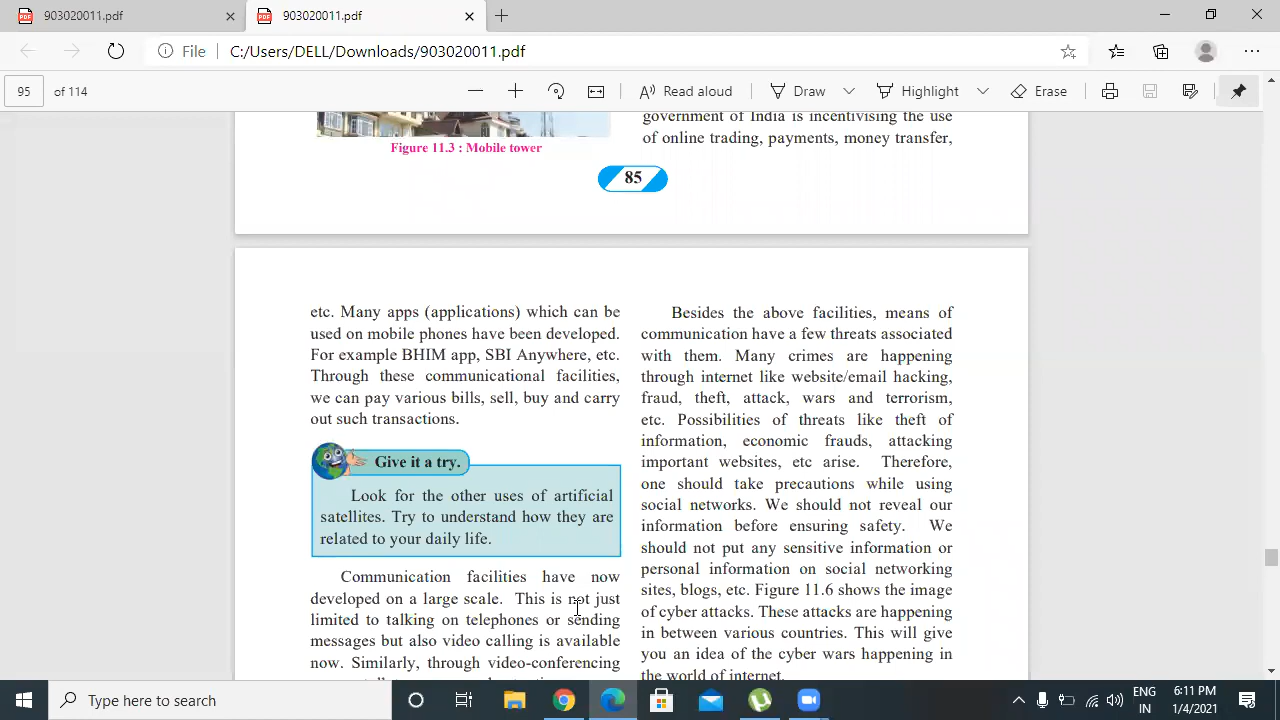 903020011.pdf
903020011.pdf
File
C:/Users/DELL/Downloads/903020011.pdf
95
of 114
Read aloud
Draw
Highlight
Erase
Figure 11.3 : Mobile tower
government of India is incentivising the use
of online trading, payments, money transfer,
85
etc. Many apps (applications) which can be
used on mobile phones have been developed.
For example BHIM app, SBI Anywhere, etc.
Through these communicational facilities,
we can pay various bills, sell, buy and carry
out such transactions.
Give it a try.
Look for the other uses of artificial
satellites. Try to understand how they are
related to your daily life.
Communication facilities have now
developed on a large scale. This is not just
limited to talking on telephones or sending
messages but also video calling is available
now. Similarly, through video-conferencing
Besides the above facilities, means of
communication have a few threats associated
with them. Many crimes are happening
through internet like website/email hacking,
fraud, theft, attack, wars and terrorism,
etc. Possibilities of threats like theft of
information, economic frauds, attacking
important websites, etc arise. Therefore,
one should take precautions while using
social networks. We should not reveal our
information before ensuring safety. We
should not put any sensitive information or
personal information on social networking
sites, blogs, etc. Figure 11.6 shows the image
of cyber attacks. These attacks are happening
in between various countries. This will give
you an idea of the cyber wars happening in
the world of internet.
Type here to search
ENG
IN
6:11 PM
1/4/2021